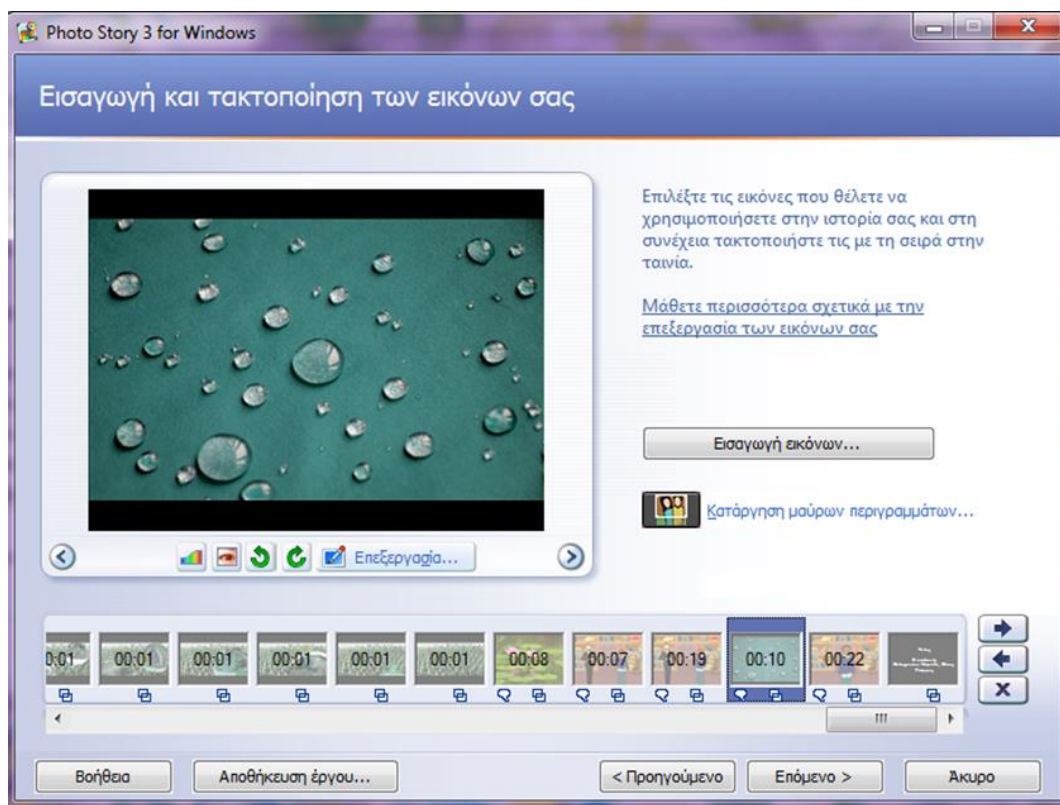 Photo Story 3 for Windows
Εισαγωγή και τακτοποίηση των εικόνων σας
Επιλέξτε τις εικόνες που θέλετε να
χρησιμοποιήσετε στην ιστορία σας και στη
συνέχεια τακτοποιήστε τις με τη σειρά στην
ταινία.
Μάθετε περισσότερα σχετικά με την
επεξεργασία των εικόνων σας
Εισαγωγή εικόνων...
Κατάργηση μαύρων περιγραμμάτων...
Επεξεργασία...
0:01 00:01 00:01 00:01 00:01 00:01 00:08 00:07 00:19 00:10 00:22
Βοήθεια Αποθήκευση έργου... < Προηγούμενο Επόμενο > Άκυρο